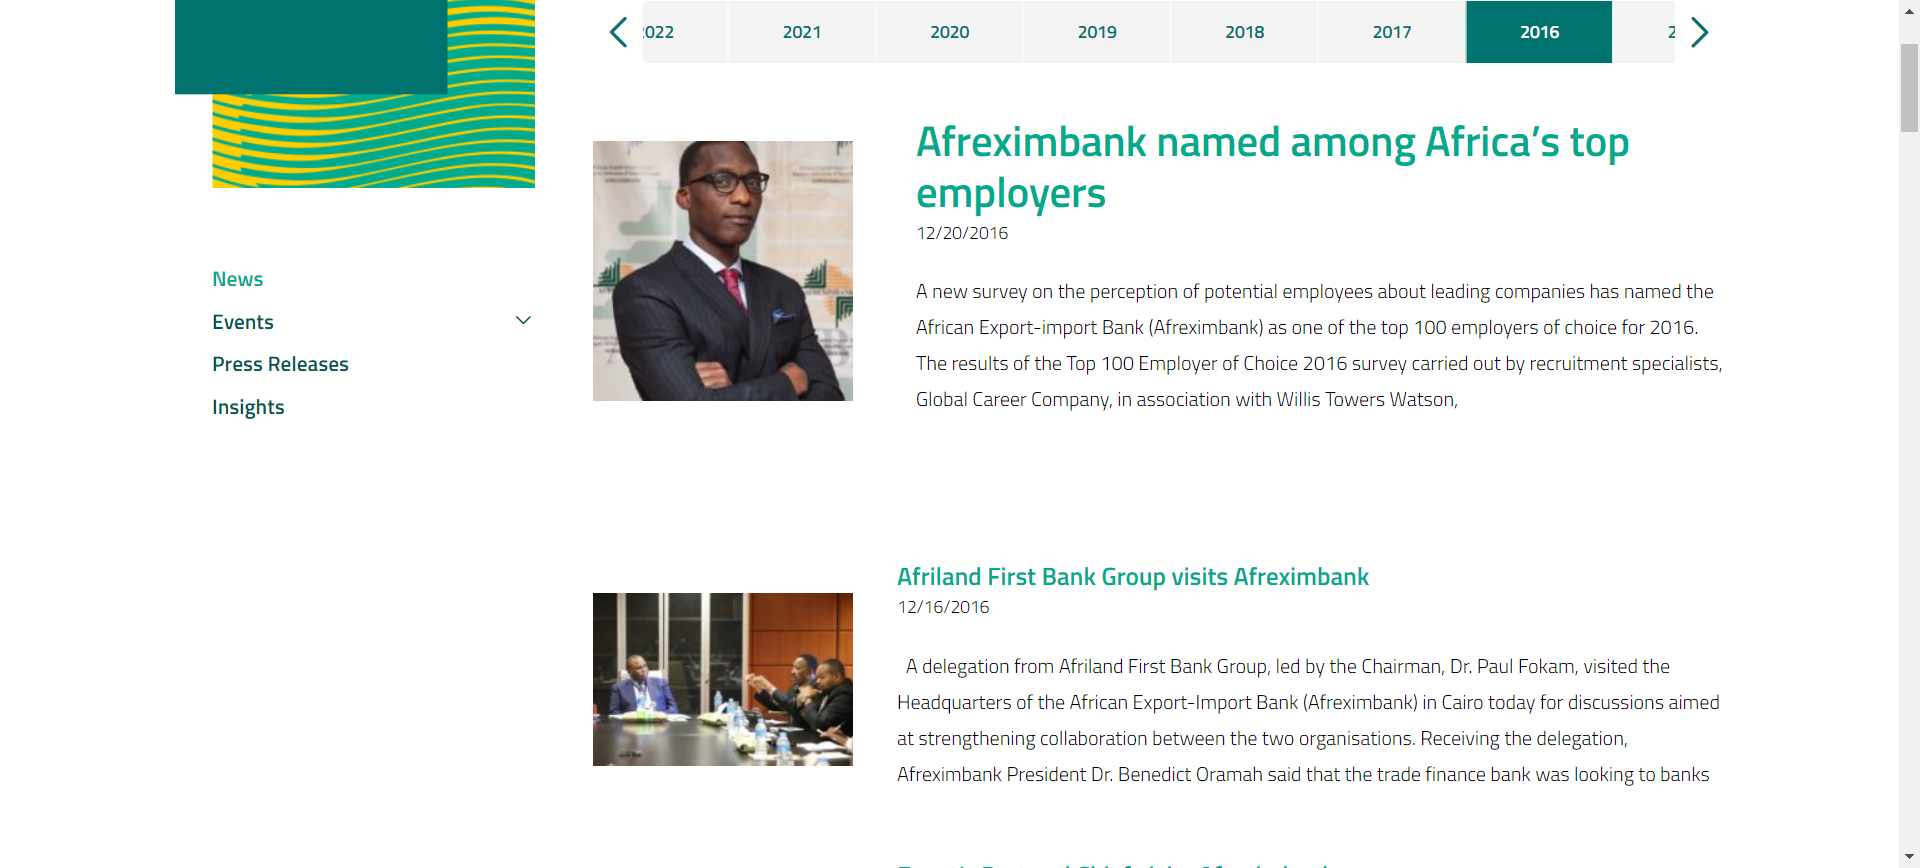 2022
2021
2020
2019
2018
2017
2016
Afreximbank named among Africa’s top
employers
12/20/2016
A new survey on the perception of potential employees about leading companies has named the
African Export-import Bank (Afreximbank) as one of the top 100 employers of choice for 2016.
The results of the Top 100 Employer of Choice 2016 survey carried out by recruitment specialists,
Global Career Company, in association with Willis Towers Watson,
News
Events
Press Releases
Insights
Afriland First Bank Group visits Afreximbank
12/16/2016
A delegation from Afriland First Bank Group, led by the Chairman, Dr. Paul Fokam, visited the
Headquarters of the African Export-Import Bank (Afreximbank) in Cairo today for discussions aimed
at strengthening collaboration between the two organisations. Receiving the delegation,
Afreximbank President Dr. Benedict Oramah said that the trade finance bank was looking to banks